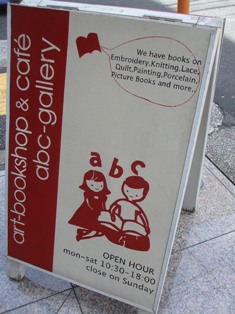 art·bookshop & café
abc-gallery
We have books on
Embroidery,Knitting,Lace,
Quilt,Painting,Porcelain,
Picture Books and more..
abc
OPEN HOUR
mon~sat 10:30~18:00
close on Sunday